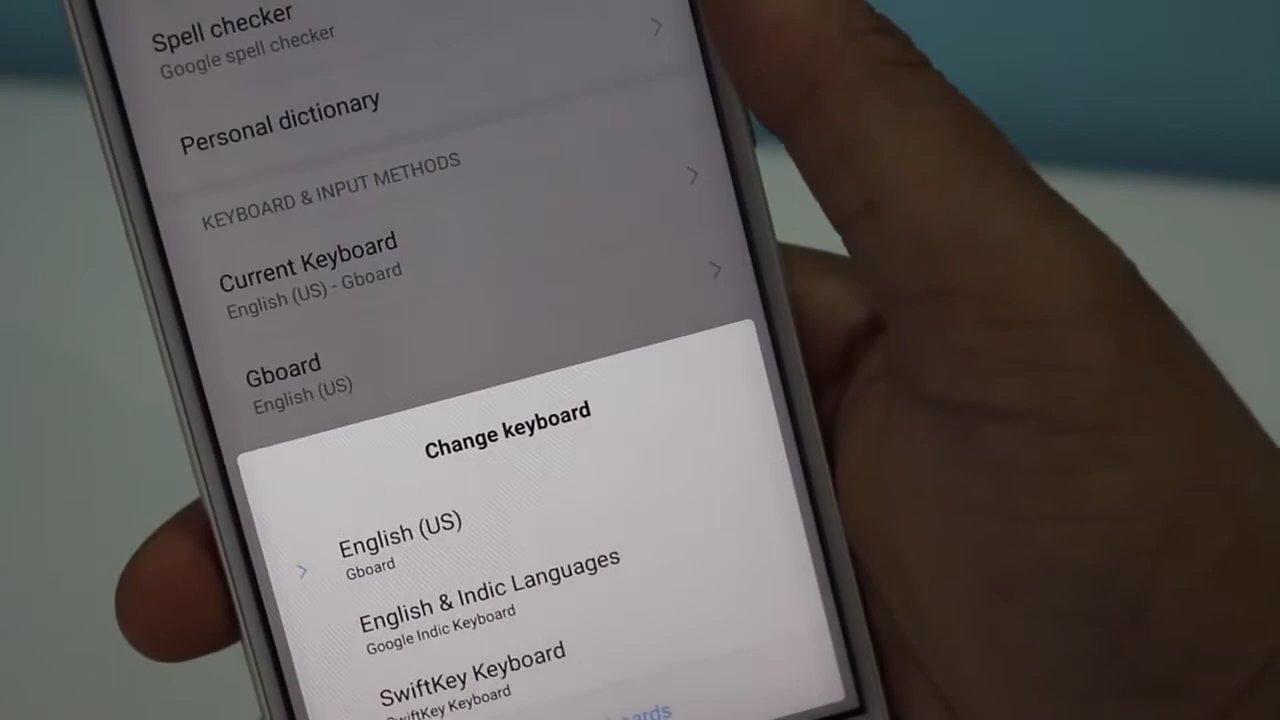 Spell checker
Google spell checker
Personal dictionary
KEYBOARD & INPUT METHODS
Current Keyboard
English (US) - Gboard
Gboard
English (US)
Change keyboard
English (US)
Gboard
English & Indic Languages
Google Indic Keyboard
SwiftKey Keyboard
SwiftKey Keyboard